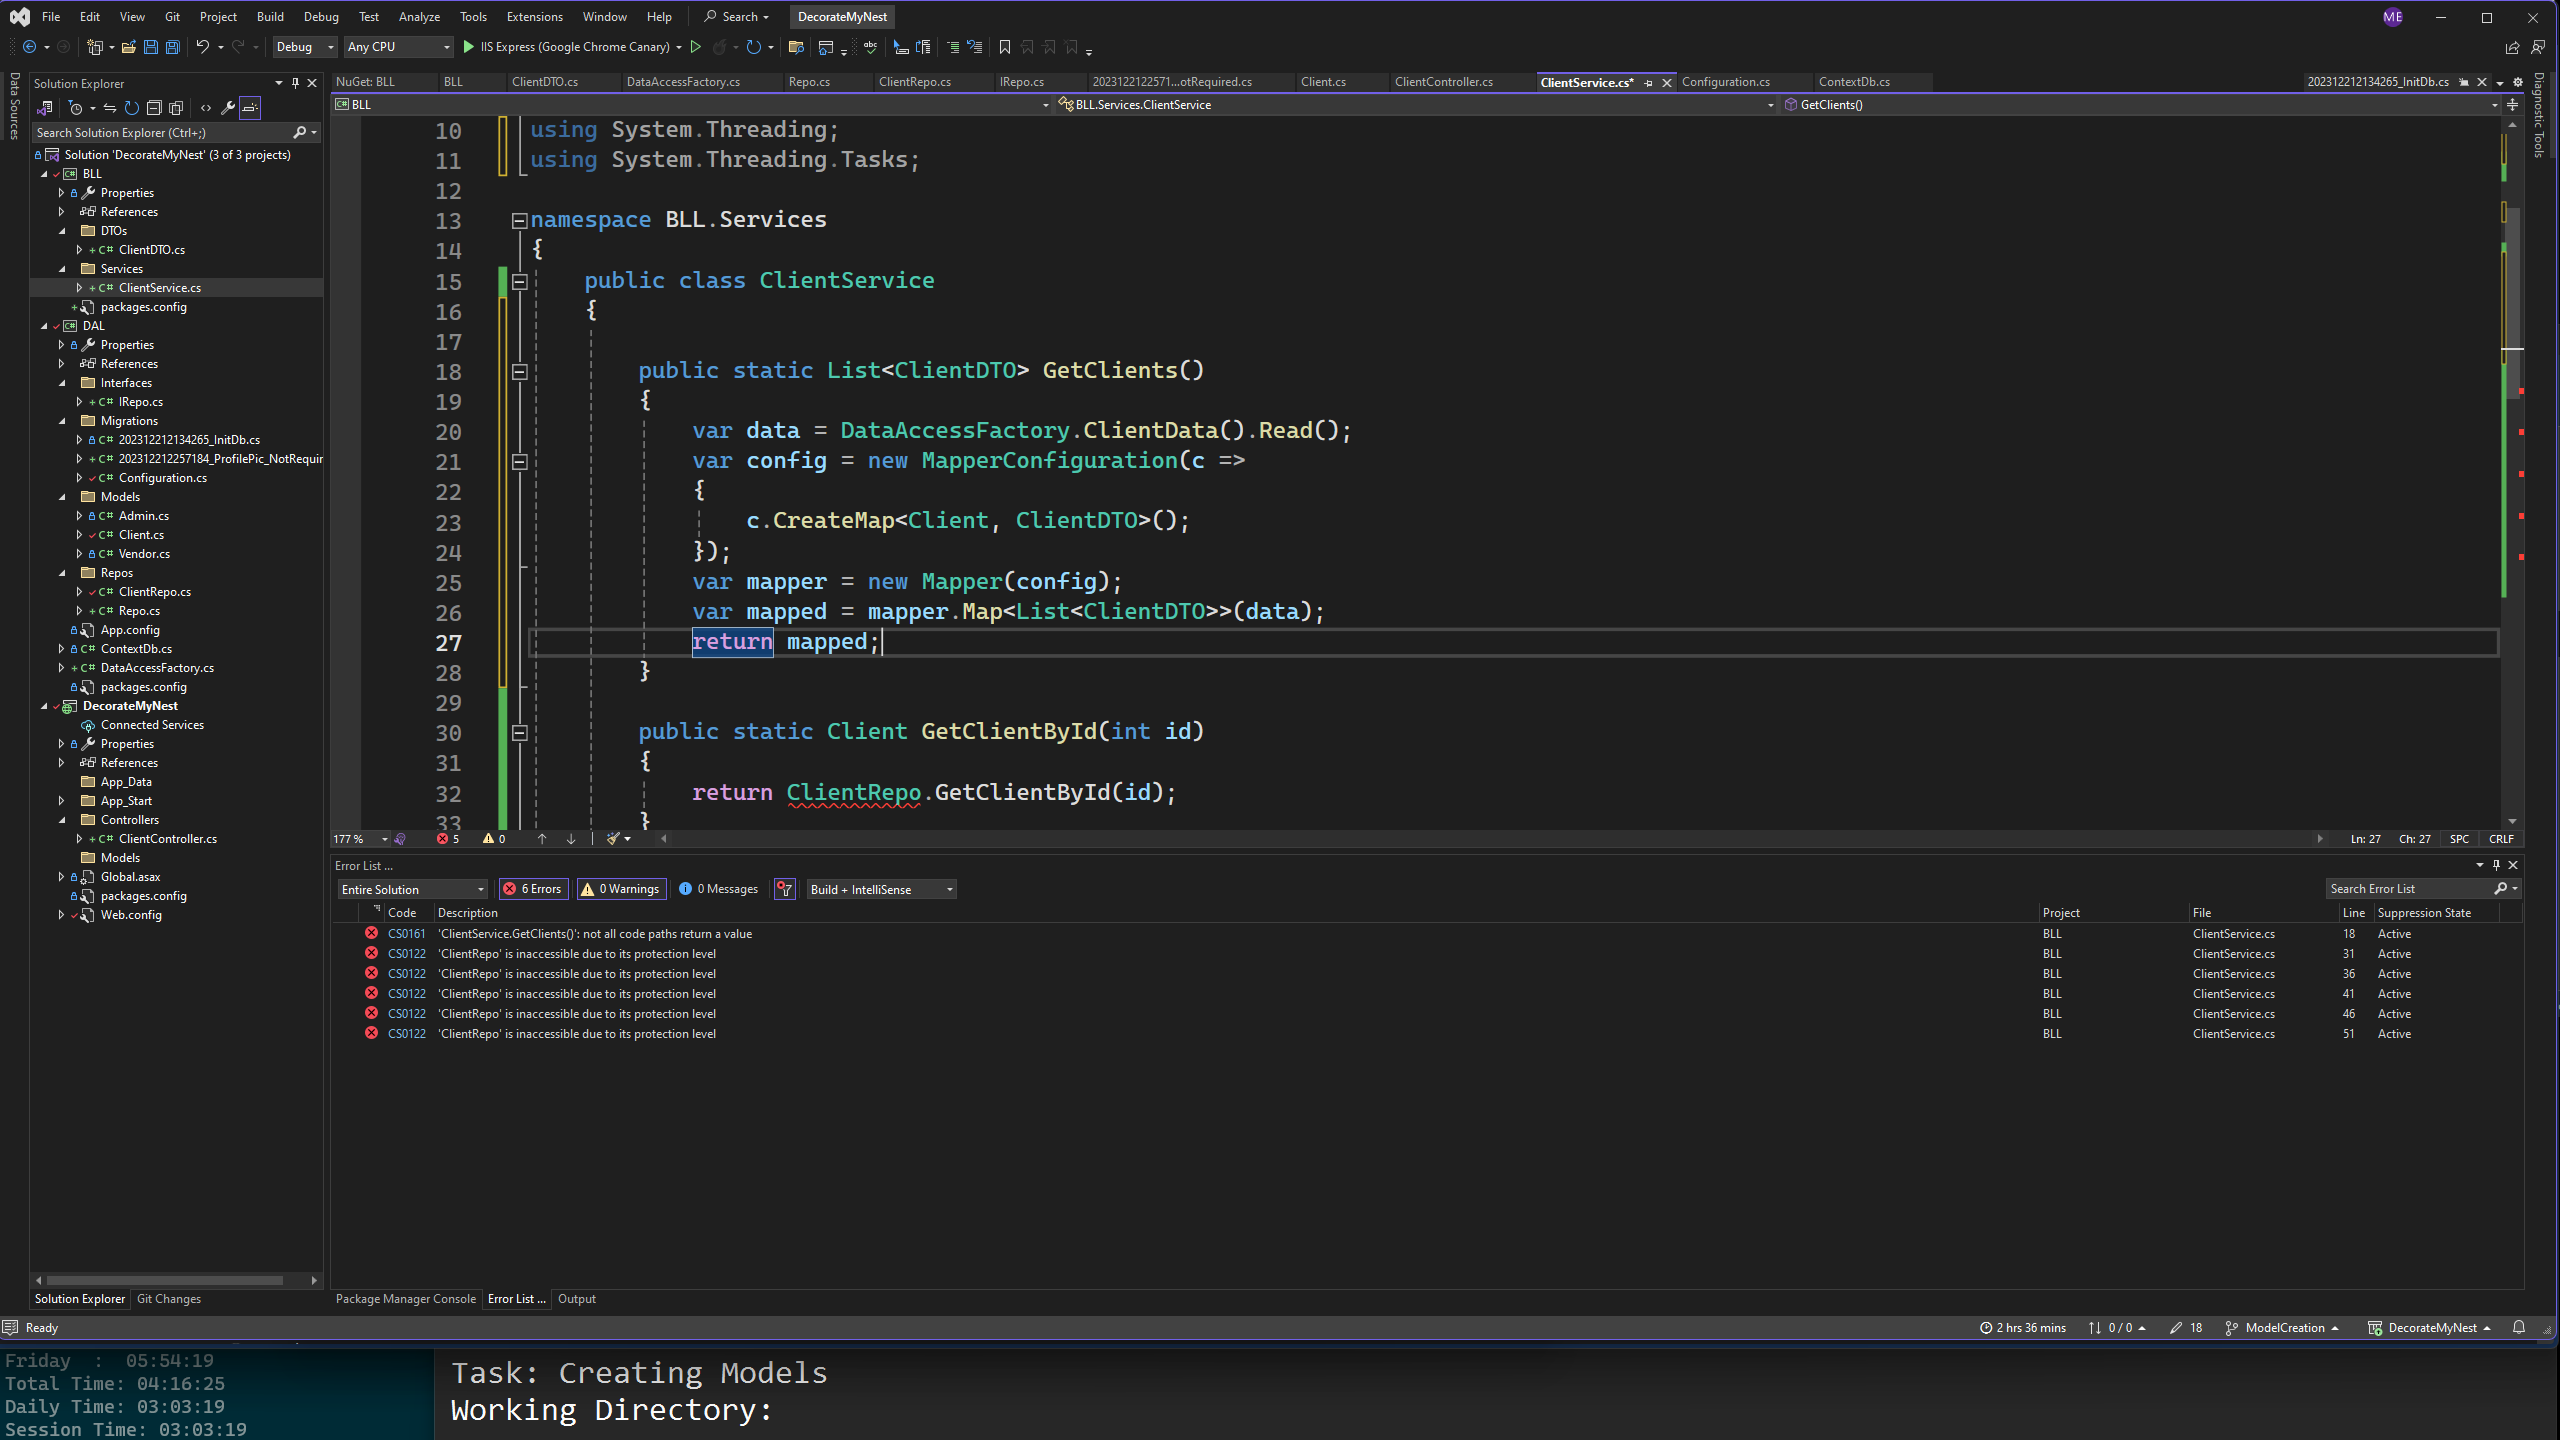 File Edit View Git Project Build Debug Test Analyze Tools Extensions Window Help Search DecorateMyNest ME
Debug Any CPU IIS Express (Google Chrome Canary)
Data Sources
Solution Explorer
Search Solution Explorer (Ctrl+;)
Solution 'DecorateMyNest' (3 of 3 projects)
BLL
Properties
References
DTOs
C# ClientDTO.cs
Services
C# ClientService.cs
packages.config
DAL
Properties
References
Interfaces
C# IRepo.cs
Migrations
C# 202312212134265_InitDb.cs
C# 202312212257184_ProfilePic_NotRequir
C# Configuration.cs
Models
C# Admin.cs
C# Client.cs
C# Vendor.cs
Repos
C# ClientRepo.cs
C# Repo.cs
App.config
C# ContextDb.cs
C# DataAccessFactory.cs
packages.config
DecorateMyNest
Connected Services
Properties
References
App_Data
App_Start
Controllers
C# ClientController.cs
Models
Global.asax
packages.config
Web.config
Solution Explorer Git Changes
NuGet: BLL BLL ClientDTO.cs DataAccessFactory.cs Repo.cs ClientRepo.cs IRepo.cs 2023122122571...otRequired.cs Client.cs ClientController.cs ClientService.cs* Configuration.cs ContextDb.cs 202312212134265_InitDb.cs
BLL BLL.Services.ClientService GetClients()
Diagnostic Tools
10 using System.Threading;
11 using System.Threading.Tasks;
12
13 namespace BLL.Services
14 {
15 public class ClientService
16 {
17
18 public static List<ClientDTO> GetClients()
19 {
20 var data = DataAccessFactory.ClientData().Read();
21 var config = new MapperConfiguration(c =>
22 {
23 c.CreateMap<Client, ClientDTO>();
24 });
25 var mapper = new Mapper(config);
26 var mapped = mapper.Map<List<ClientDTO>>(data);
27 return mapped;
28 }
29
30 public static Client GetClientById(int id)
31 {
32 return ClientRepo.GetClientById(id);
33 }
177 % 5 0 Ln: 27 Ch: 27 SPC CRLF
Error List ...
Entire Solution 6 Errors 0 Warnings 0 Messages Build + IntelliSense Search Error List
Code Description Project File Line Suppression State
CS0161 'ClientService.GetClients()': not all code paths return a value BLL ClientService.cs 18 Active
CS0122 'ClientRepo' is inaccessible due to its protection level BLL ClientService.cs 31 Active
CS0122 'ClientRepo' is inaccessible due to its protection level BLL ClientService.cs 36 Active
CS0122 'ClientRepo' is inaccessible due to its protection level BLL ClientService.cs 41 Active
CS0122 'ClientRepo' is inaccessible due to its protection level BLL ClientService.cs 46 Active
CS0122 'ClientRepo' is inaccessible due to its protection level BLL ClientService.cs 51 Active
Package Manager Console Error List ... Output
Ready 2 hrs 36 mins 0 / 0 18 ModelCreation DecorateMyNest
Friday : 05:54:19
Total Time: 04:16:25
Daily Time: 03:03:19
Session Time: 03:03:19
Task: Creating Models
Working Directory: